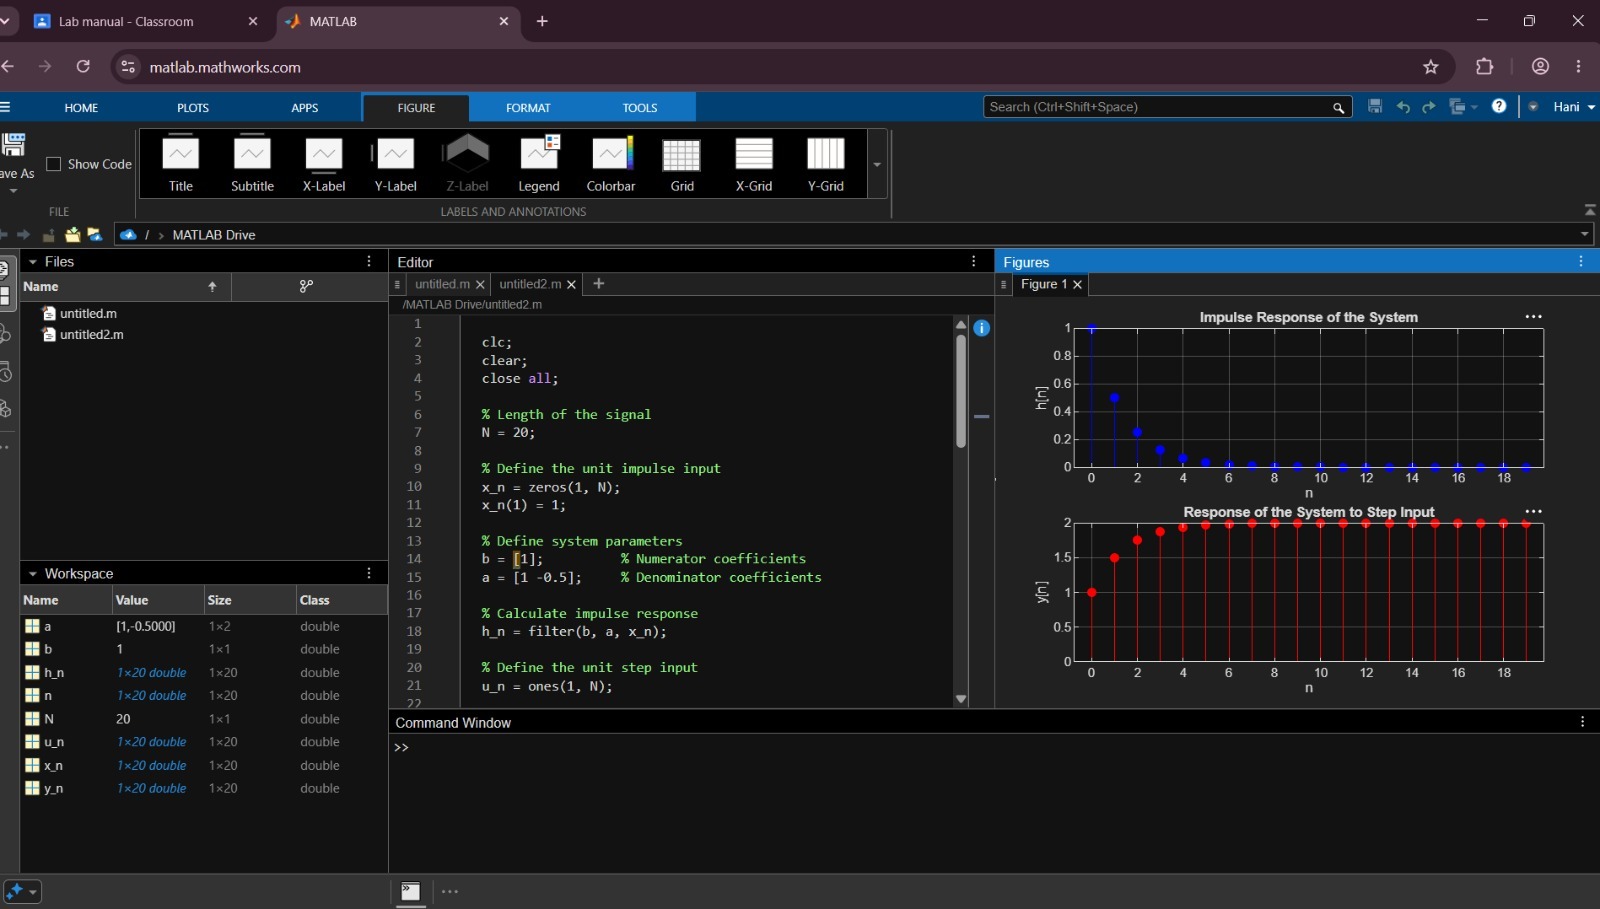 Lab manual - Classroom
MATLAB
matlab.mathworks.com
HOME PLOTS APPS FIGURE FORMAT TOOLS
Search (Ctrl+Shift+Space)
Hani
ave As
Show Code
Title Subtitle X-Label Y-Label Z-Label Legend Colorbar Grid X-Grid Y-Grid
FILE
LABELS AND ANNOTATIONS
/ > MATLAB Drive
Files
Name
untitled.m
untitled2.m
Workspace
Name Value Size Class
a [1,-0.5000] 1×2 double
b 1 1×1 double
h_n 1×20 double 1×20 double
n 1×20 double 1×20 double
N 20 1×1 double
u_n 1×20 double 1×20 double
x_n 1×20 double 1×20 double
y_n 1×20 double 1×20 double
Editor
untitled.m untitled2.m
/MATLAB Drive/untitled2.m
1
2 clc;
3 clear;
4 close all;
5
6 % Length of the signal
7 N = 20;
8
9 % Define the unit impulse input
10 x_n = zeros(1, N);
11 x_n(1) = 1;
12
13 % Define system parameters
14 b = [1]; % Numerator coefficients
15 a = [1 -0.5]; % Denominator coefficients
16
17 % Calculate impulse response
18 h_n = filter(b, a, x_n);
19
20 % Define the unit step input
21 u_n = ones(1, N);
22
Figures
Figure 1
Impulse Response of the System
1
0.8
0.6
0.4
0.2
0
h[n]
0 2 4 6 8 10 12 14 16 18
n
Response of the System to Step Input
2
1.5
1
0.5
0
y[n]
0 2 4 6 8 10 12 14 16 18
n
Command Window
>>